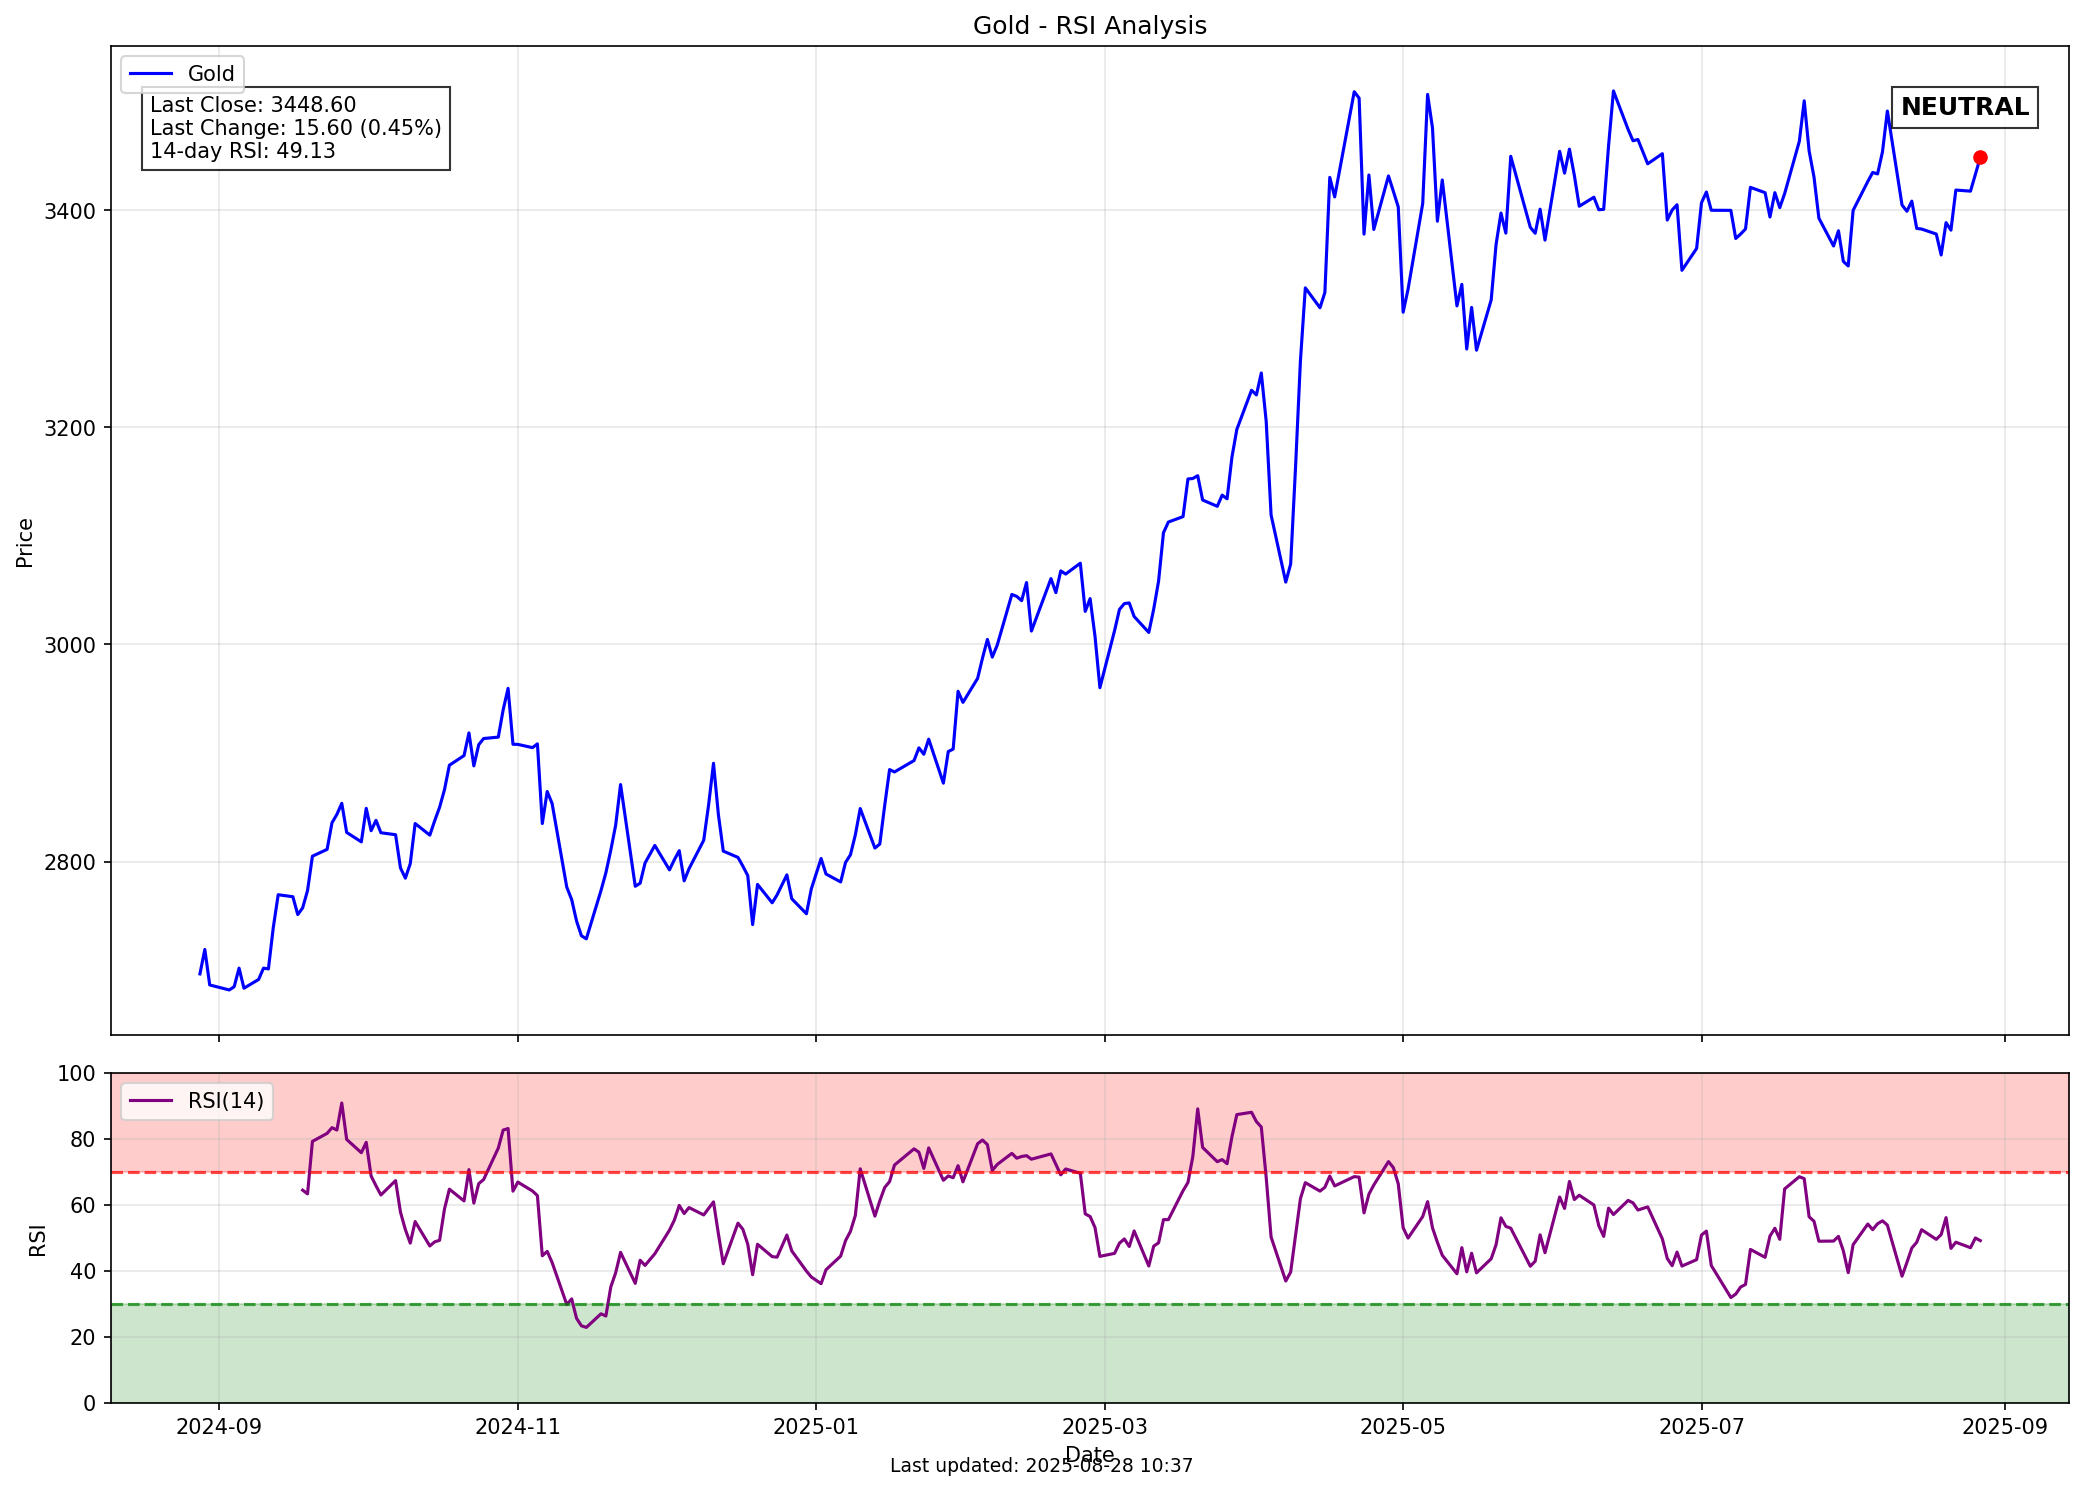 Gold - RSI Analysis
Gold
Last Close: 3448.60
Last Change: 15.60 (0.45%)
14-day RSI: 49.13
NEUTRAL
Price
3400
3200
3000
2800
RSI(14)
RSI
100
80
60
40
20
0
2024-09
2024-11
2025-01
2025-03
2025-05
2025-07
2025-09
Date
Last updated: 2025-08-28 10:37